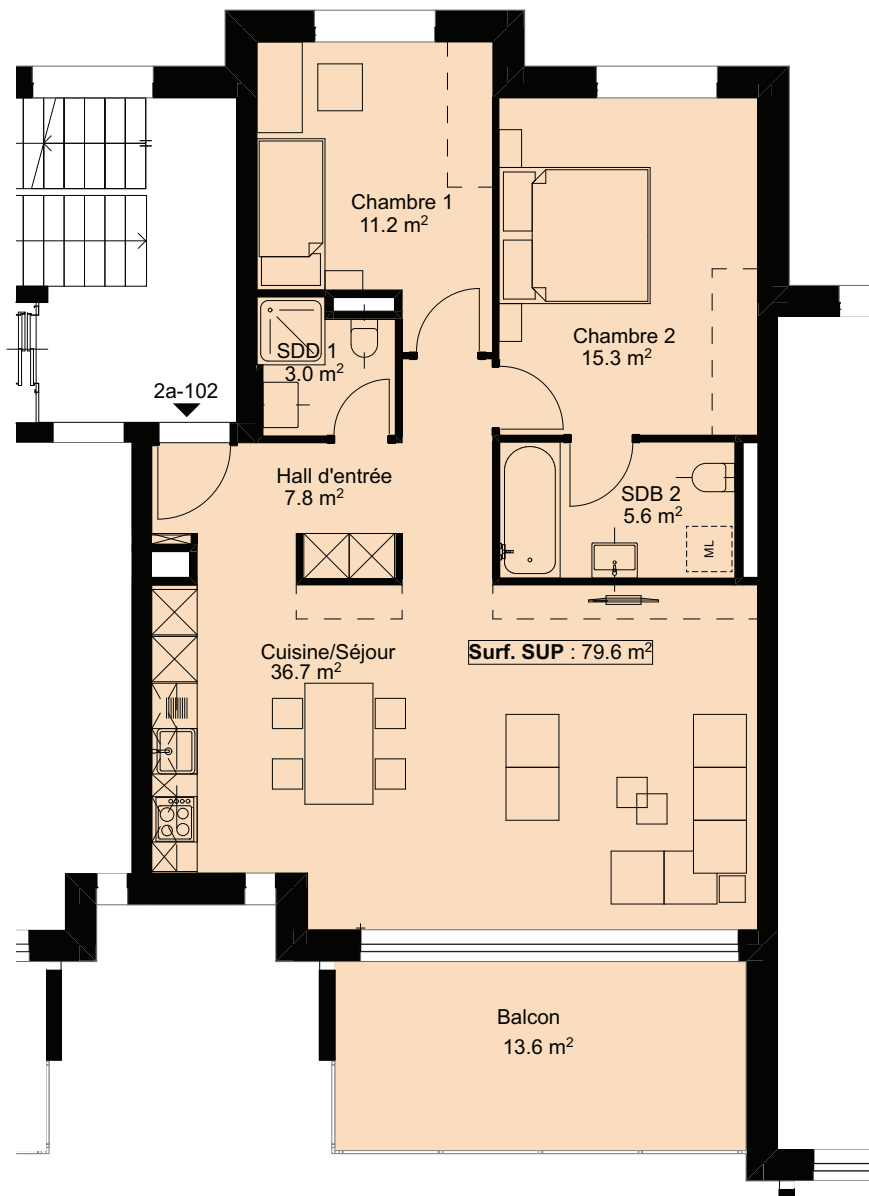 Chambre 1
11.2 m²
Chambre 2
15.3 m²
SDD 1
3.0 m²
2a-102
Hall d'entrée
7.8 m²
SDB 2
5.6 m²
ML
Cuisine/Séjour
36.7 m²
Surf. SUP : 79.6 m²
Balcon
13.6 m²